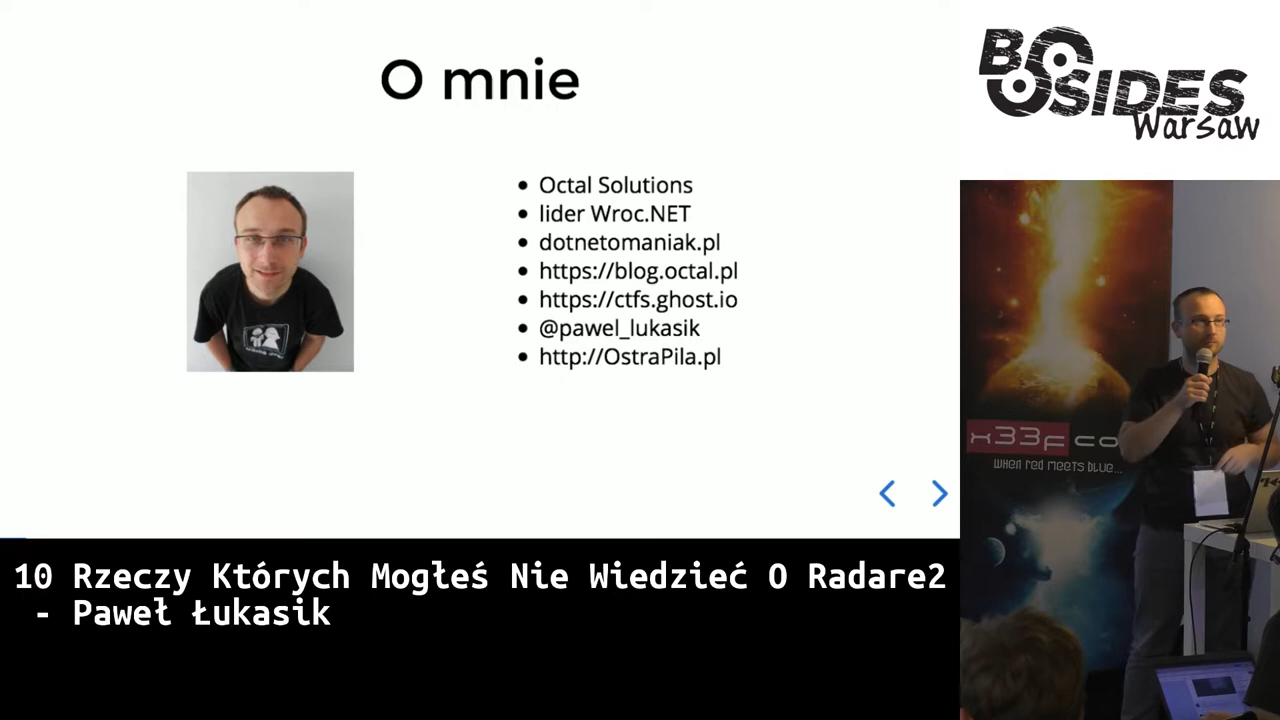 O mnie
Octal Solutions
lider Wroc.NET
dotnetomaniak.pl
https://blog.octal.pl
https://ctfs.ghost.io
@pawel_lukasik
http://OstraPila.pl
10 Rzeczy Których Mogłeś Nie Wiedzieć O Radare2
- Paweł Łukasik
BSIDES
Warsaw
x33fco
when red meets blue...